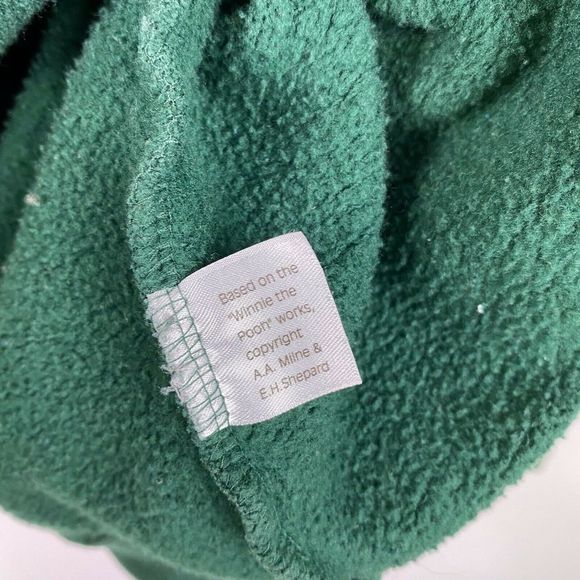 Based on the
"Winnie the
Pooh" works,
copyright
A.A. Milne &
E.H.Shepard